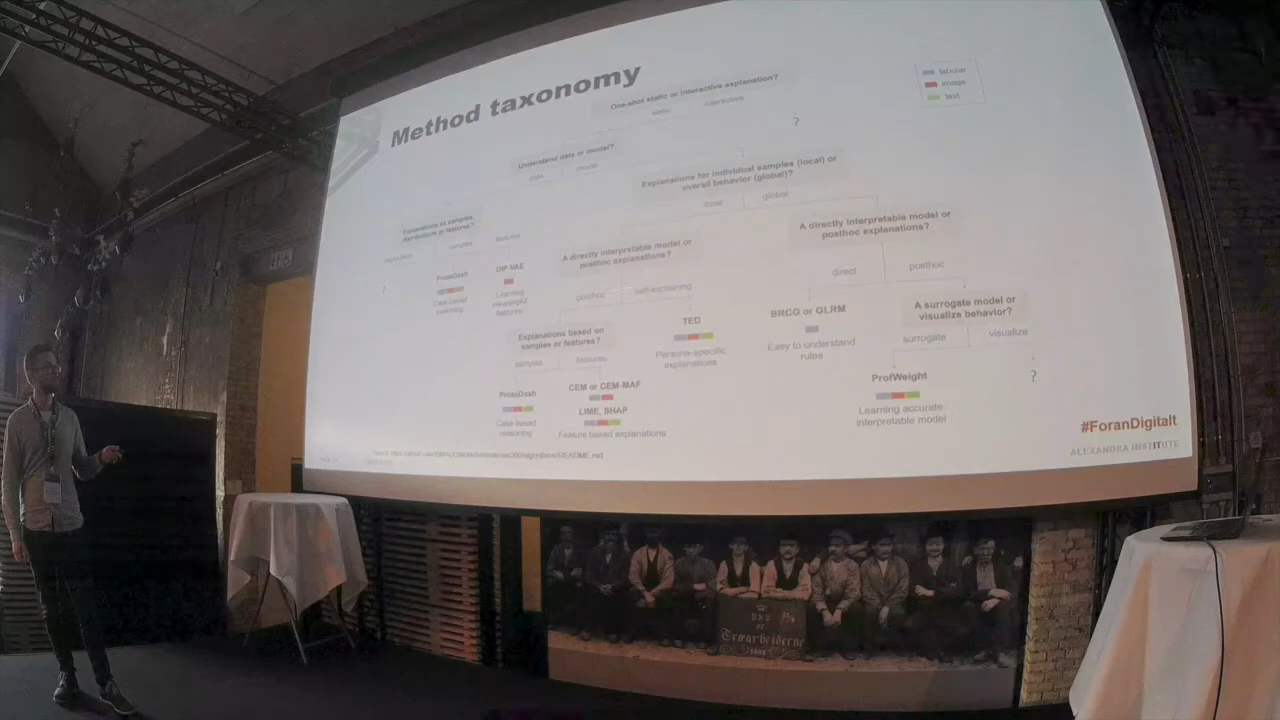 Method taxonomy
One-shot static or interactive explanation?
static
interactive
tabular
image
text
?
Understand data or model?
data
model
Explanations for individual samples (local) or
overall behavior (global)?
local
global
Explanations as samples,
distributions or features?
distributions
samples
features
?
ProtoDash
Case-based
reasoning
DIP-VAE
Learning
meaningful
features
A directly interpretable model or
posthoc explanations?
posthoc
selfexplaining
A directly interpretable model or
posthoc explanations?
direct
posthoc
Explanations based on
samples or features?
samples
features
TED
Persona-specific
explanations
BRCG or GLRM
Easy to understand
rules
A surrogate model or
visualize behavior?
surrogate
visualize
?
ProtoDash
Case-based
reasoning
CEM or CEM-MAF
LIME, SHAP
Feature based explanations
ProfWeight
Learning accurate
interpretable model
#ForanDigitalt
ALEXANDRA INSTITUTE
Træarbeiderne